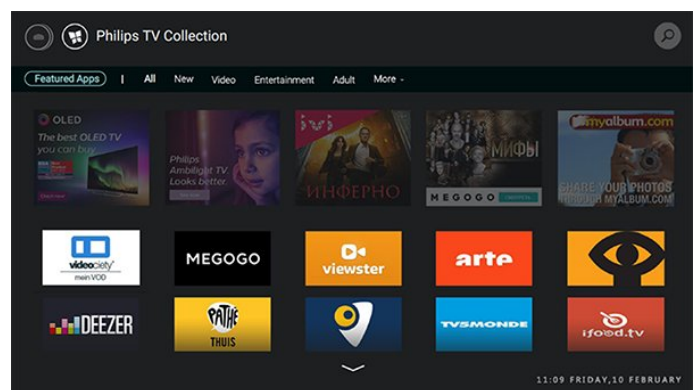 Philips TV Collection
Featured Apps | All New Video Entertainment Adult More
OLED
The best OLED TV
you can buy
Philips
Ambilight TV.
Looks better.
ivi
ИНФЕРНО
МИФЫ
MEGOGO
myalbum.com
SHARE YOUR PHOTOS
THROUGH MYALBUM.COM
videociety
mein VOD
MEGOGO
viewster
arte
DEEZER
PATHÉ
THUIS
TV5MONDE
ifood.tv
11:09 FRIDAY,10 FEBRUARY